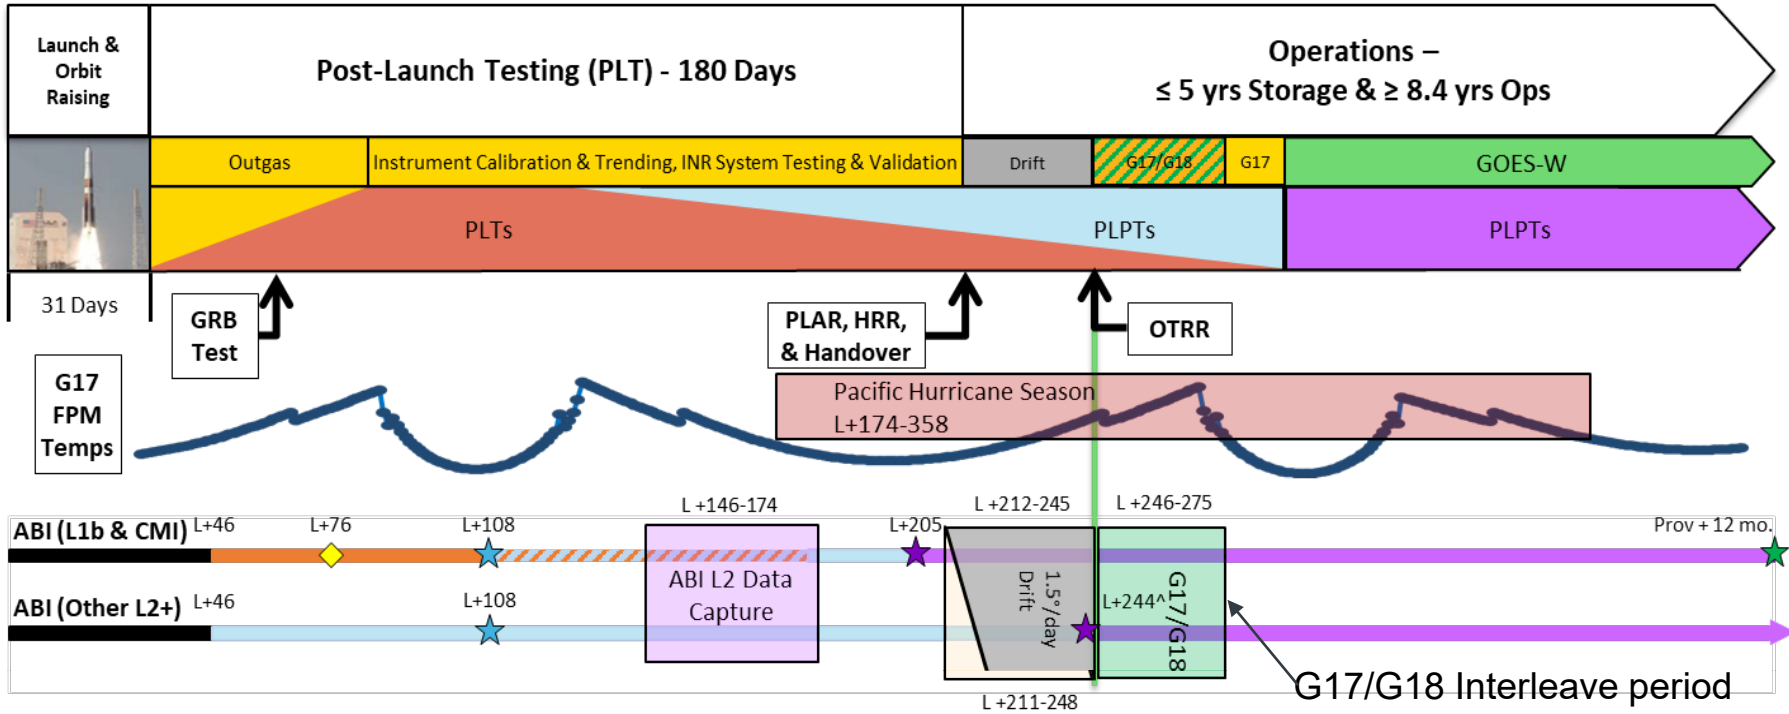 Launch &
Orbit
Raising
Post-Launch Testing (PLT) - 180 Days
Operations –
≤ 5 yrs Storage & ≥ 8.4 yrs Ops
Outgas
Instrument Calibration & Trending, INR System Testing & Validation
Drift
G17/G18
G17
GOES-W
PLTs
PLPTs
PLPTs
31 Days
GRB
Test
PLAR, HRR,
& Handover
OTRR
G17
FPM
Temps
Pacific Hurricane Season
L+174-358
L +146-174
L +212-245
L +246-275
ABI (L1b & CMI)
L+46
L+76
L+108
L+205
Prov + 12 mo.
ABI L2 Data
Capture
1.5°/day
Drift
G17/G18
ABI (Other L2+)
L+46
L+108
L+244^
L +211-248
G17/G18 Interleave period